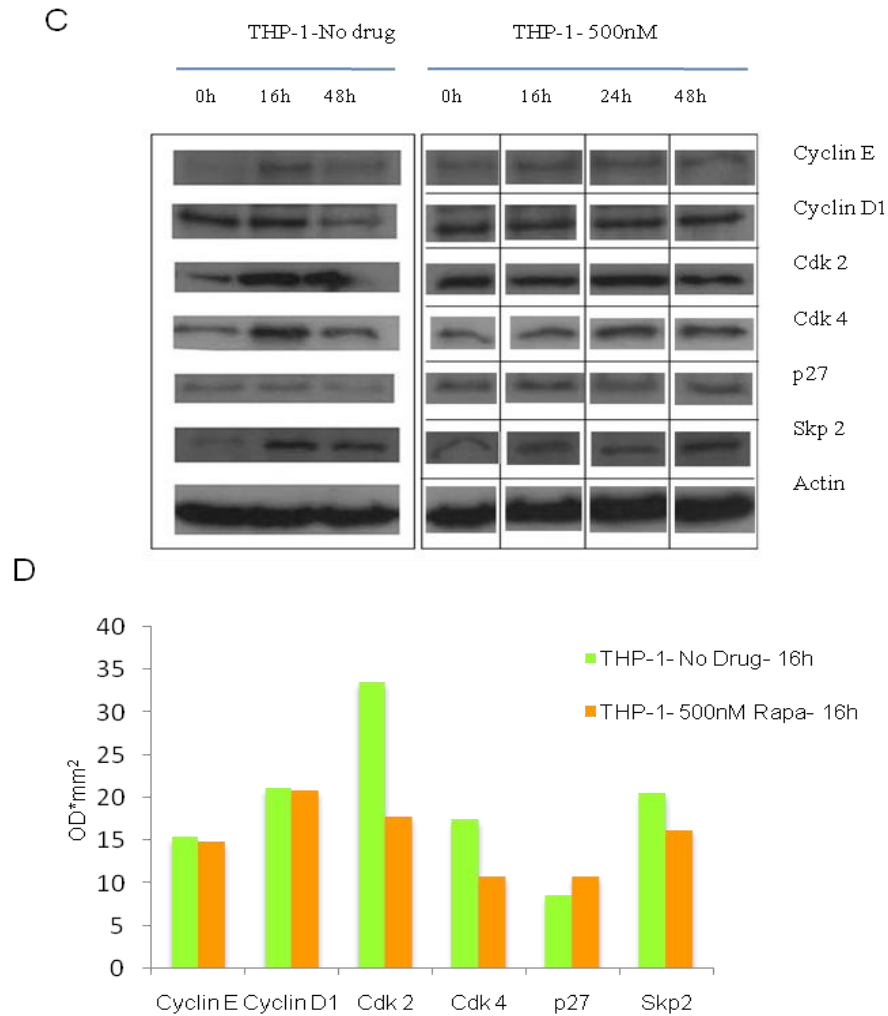 C
THP-1-No drug THP-1- 500nM
0h 16h 48h 0h 16h 24h 48h
Cyclin E
Cyclin D1
Cdk 2
Cdk 4
p27
Skp 2
Actin
D
40
35
30
25
20
15
10
5
0
OD*mm²
THP-1- No Drug- 16h
THP-1- 500nM Rapa- 16h
Cyclin E Cyclin D1 Cdk 2 Cdk 4 p27 Skp2